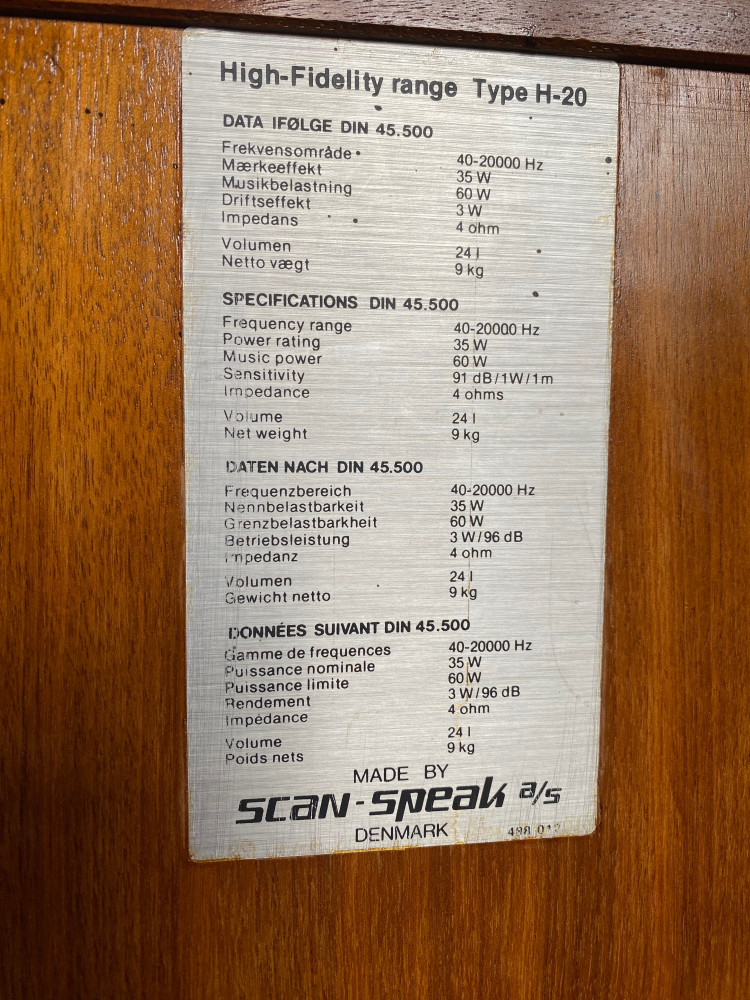 High-Fidelity range Type H-20
DATA IFØLGE DIN 45.500
Frekvensområde 40-20000 Hz
Mærkeeffekt 35 W
Musikbelastning 60 W
Driftseffekt 3 W
Impedans 4 ohm
Volumen 24 l
Netto vægt 9 kg
SPECIFICATIONS DIN 45.500
Frequency range 40-20000 Hz
Power rating 35 W
Music power 60 W
Sensitivity 91 dB/1W/1m
Impedance 4 ohms
Volume 24 l
Net weight 9 kg
DATEN NACH DIN 45.500
Frequenzbereich 40-20000 Hz
Nennbelastbarkeit 35 W
Grenzbelastbarkheit 60 W
Betriebsleistung 3 W/96 dB
Impedanz 4 ohm
Volumen 24 l
Gewicht netto 9 kg
DONNÉES SUIVANT DIN 45.500
Gamme de frequences 40-20000 Hz
Puissance nominale 35 W
Puissance limite 60 W
Rendement 3 W/96 dB
Impédance 4 ohm
Volume 24 l
Poids nets 9 kg
MADE BY
scan-speak a/s
DENMARK